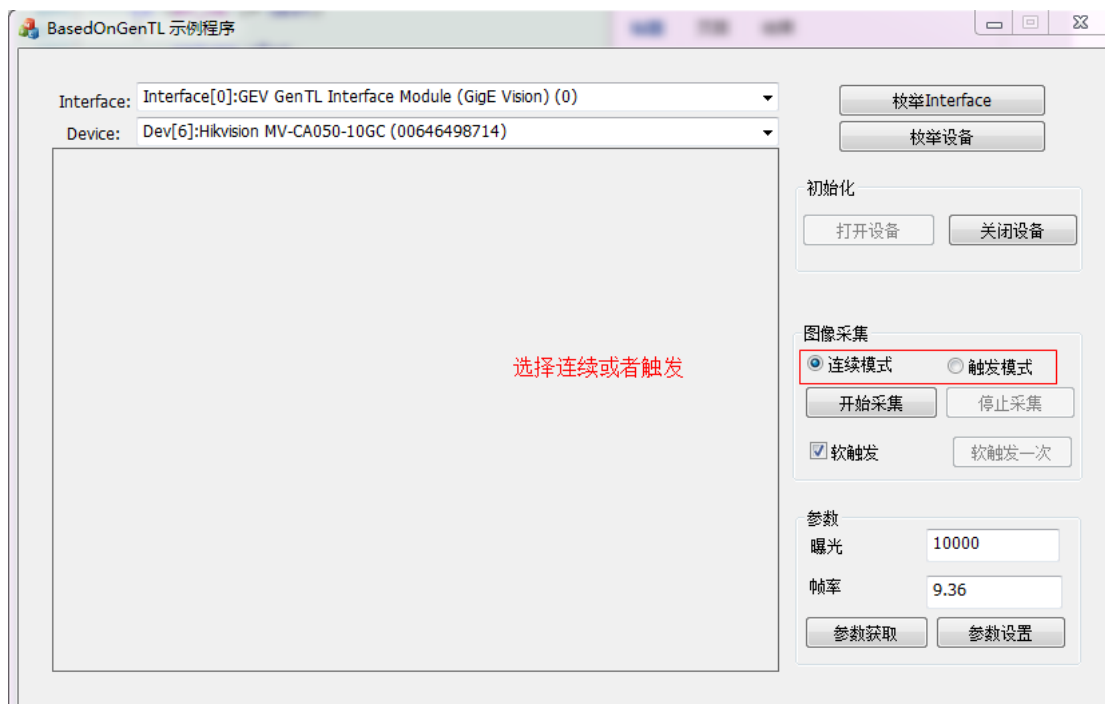 BasedOnGenTL 示例程序
Interface: Interface[0]:GEV GenTL Interface Module (GigE Vision) (0)
枚举Interface
Device: Dev[6]:Hikvision MV-CA050-10GC (00646498714)
枚举设备
初始化
打开设备 关闭设备
图像采集
选择连续或者触发
连续模式 触发模式
开始采集 停止采集
软触发 软触发一次
参数
曝光 10000
帧率 9.36
参数获取 参数设置